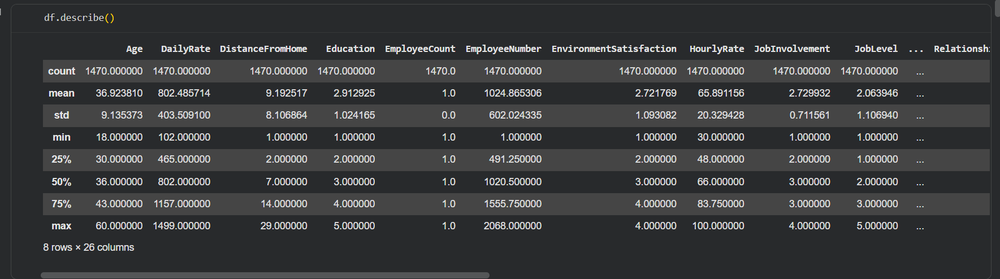 df.describe()
Age DailyRate DistanceFromHome Education EmployeeCount EmployeeNumber EnvironmentSatisfaction HourlyRate JobInvolvement JobLevel ... Relationshi
count 1470.000000 1470.000000 1470.000000 1470.000000 1470.0 1470.000000 1470.000000 1470.000000 1470.000000 1470.000000 ...
mean 36.923810 802.485714 9.192517 2.912925 1.0 1024.865306 2.721769 65.891156 2.729932 2.063946 ...
std 9.135373 403.509100 8.106864 1.024165 0.0 602.024335 1.093082 20.329428 0.711561 1.106940 ...
min 18.000000 102.000000 1.000000 1.000000 1.0 1.000000 1.000000 30.000000 1.000000 1.000000 ...
25% 30.000000 465.000000 2.000000 2.000000 1.0 491.250000 2.000000 48.000000 2.000000 1.000000 ...
50% 36.000000 802.000000 7.000000 3.000000 1.0 1020.500000 3.000000 66.000000 3.000000 2.000000 ...
75% 43.000000 1157.000000 14.000000 4.000000 1.0 1555.750000 4.000000 83.750000 3.000000 3.000000 ...
max 60.000000 1499.000000 29.000000 5.000000 1.0 2068.000000 4.000000 100.000000 4.000000 5.000000 ...
8 rows × 26 columns